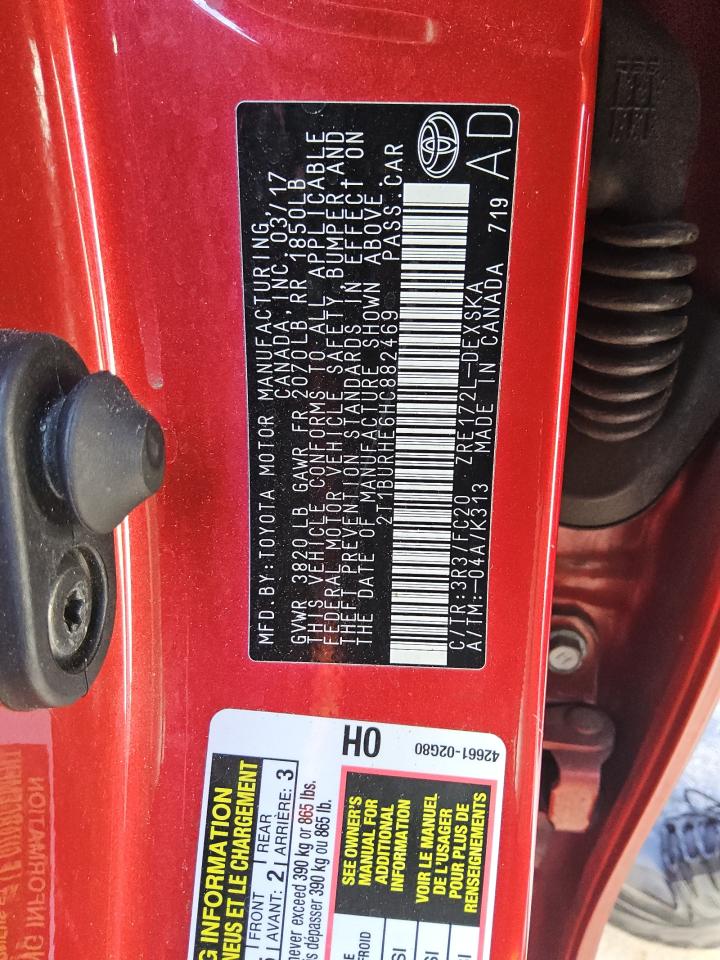 MFD.BY:TOYOTA MOTOR MANUFACTURING,
CANADA, INC. 03/17
GVWR 3820LB GAWR FR 2070LB RR 1850LB
THIS VEHICLE CONFORMS TO ALL APPLICABLE
FEDERAL MOTOR VEHICLE SAFETY, BUMPER AND
THEFT PREVENTION STANDARDS IN EFFECT ON
THE DATE OF MANUFACTURE SHOWN ABOVE.
2T1BURHE6HC882469 PASS.CAR
C/TR:3R3/FC20 ZRE172L-DEXSKA
A/TM:-04A/K313 MADE IN CANADA 719
AD
INFORMATION
PNEUS ET LE CHARGEMENT
FRONT REAR
AVANT: 2 ARRIÈRE: 3
never exceed 390 kg or 865 lbs.
dépasser 390 kg ou 865 lb.
H0
42661-02G80
SEE OWNER'S
MANUAL FOR
ADDITIONAL
INFORMATION
VOIR LE MANUEL
L'USAGER
POUR PLUS DE
RENSEIGNEMENTS
FROID